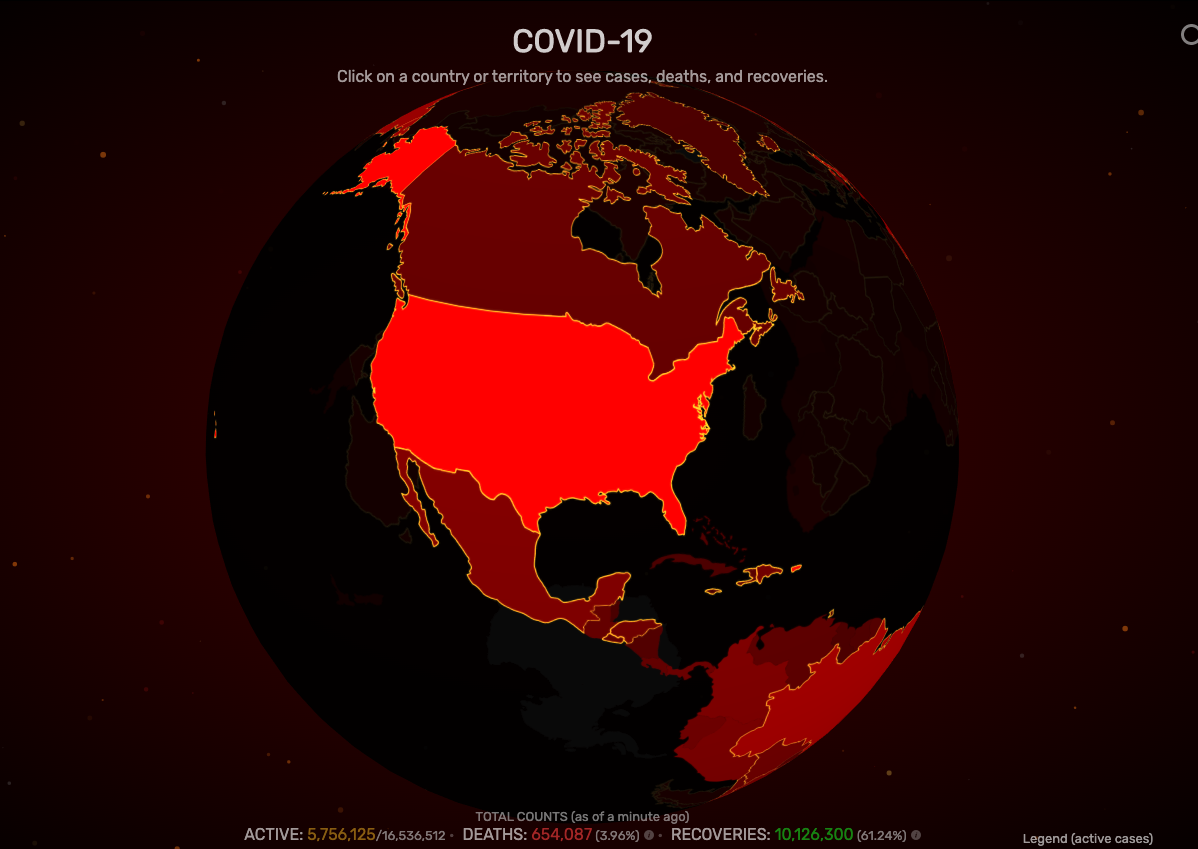 COVID-19
Click on a country or territory to see cases, deaths, and recoveries.
TOTAL COUNTS (as of a minute ago)
ACTIVE: 5,756,125/16,536,512 • DEATHS: 654,087 (3.96%) i • RECOVERIES: 10,126,300 (61.24%) i
Legend (active cases)